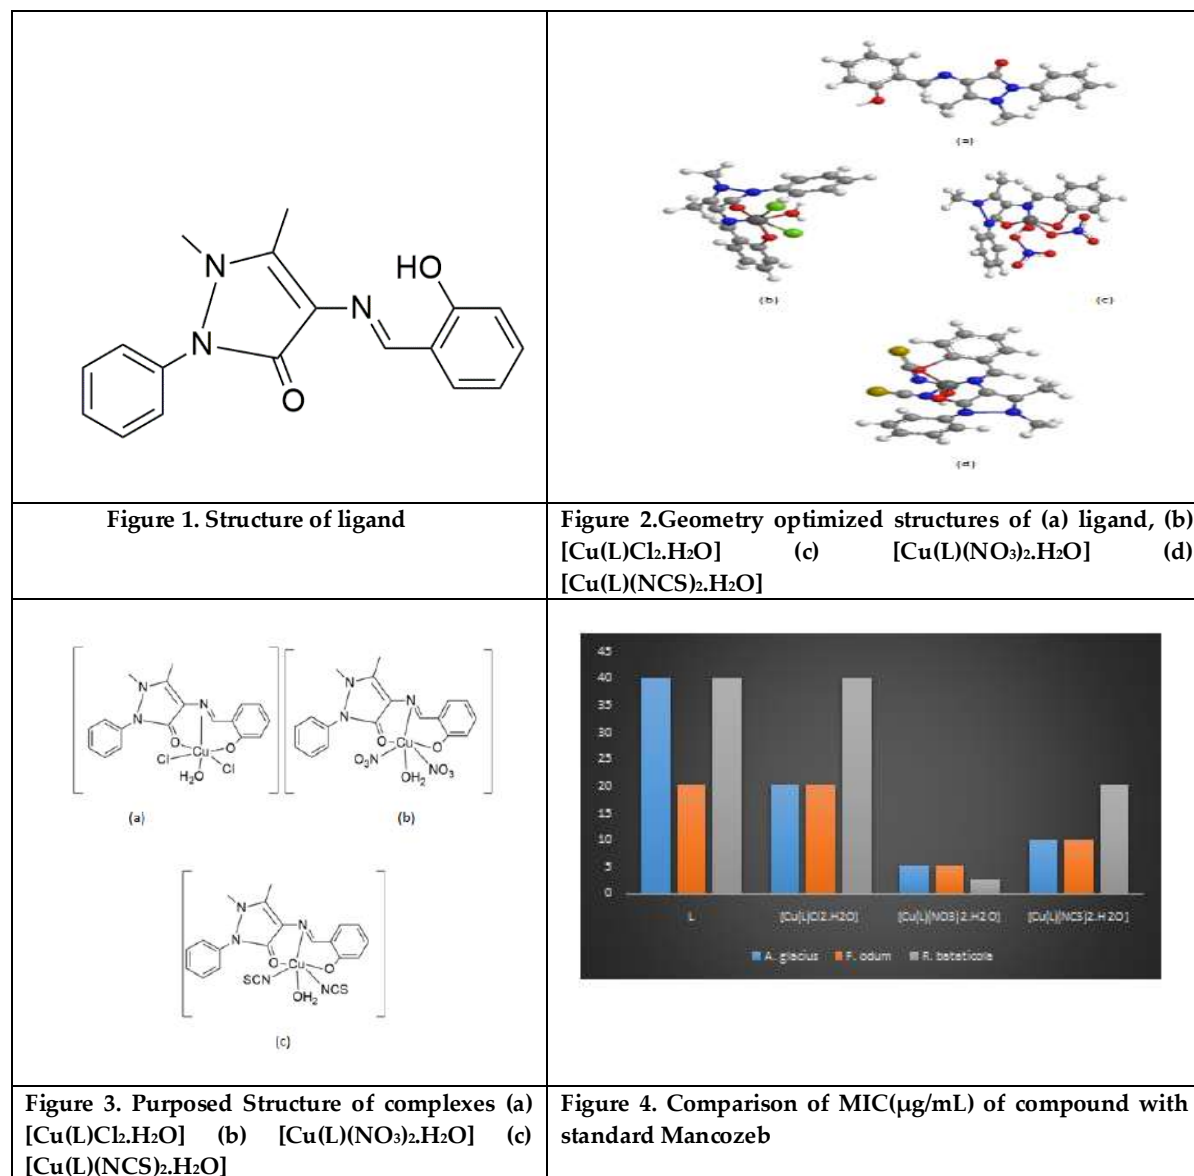 HO
N
N
N
O
Figure 1. Structure of ligand
(a)
(b)
(c)
(d)
Figure 2.Geometry optimized structures of (a) ligand, (b)
[Cu(L)Cl₂.H₂O] (c) [Cu(L)(NO₃)₂.H₂O] (d)
[Cu(L)(NCS)₂.H₂O]
N
N
N
O
Cu
O
Cl
Cl
H₂O
(a)
N
N
N
O
Cu
O
O₃N
NO₃
OH₂
(b)
N
N
N
O
Cu
O
SCN
NCS
OH₂
(c)
Figure 3. Purposed Structure of complexes (a)
[Cu(L)Cl₂.H₂O] (b) [Cu(L)(NO₃)₂.H₂O] (c)
[Cu(L)(NCS)₂.H₂O]
45
40
35
30
25
20
15
10
5
0
L
[Cu(L)Cl2.H2O]
[Cu(L)(NO3)2.H2O]
[Cu(L)(NCS)2.H2O]
A. glacius
F. odum
R. bataticola
Figure 4. Comparison of MIC(µg/mL) of compound with
standard Mancozeb